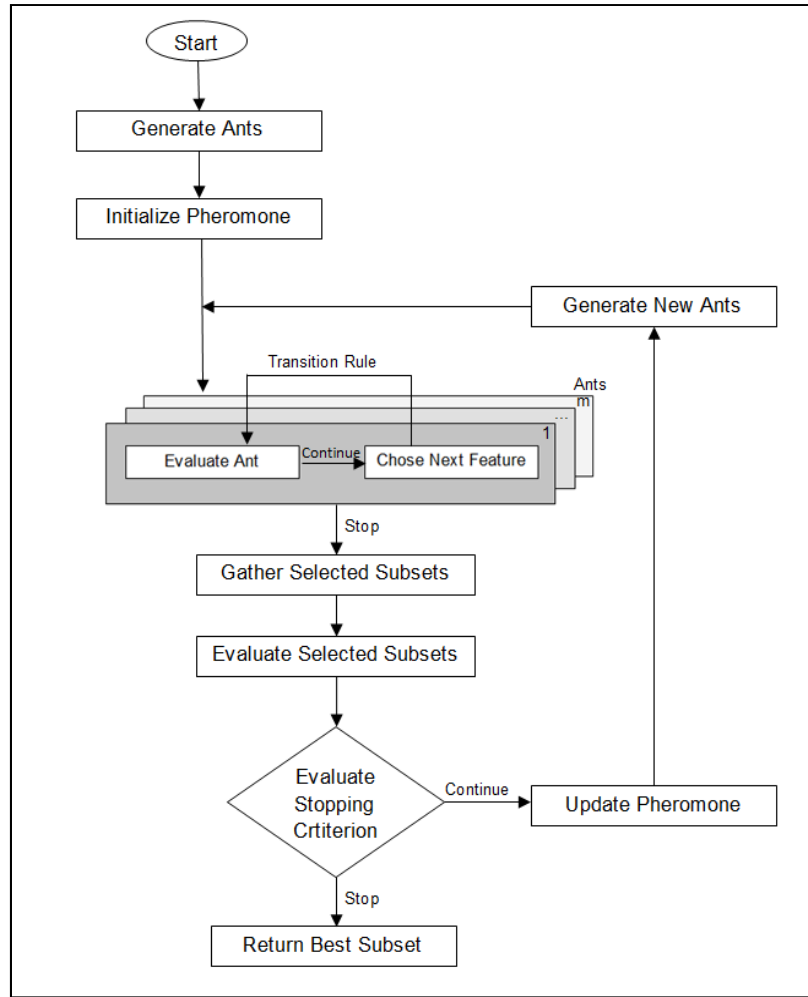 Start
Generate Ants
Initialize Pheromone
Generate New Ants
Transition Rule
Ants
m
...
1
Evaluate Ant
Continue
Chose Next Feature
Stop
Gather Selected Subsets
Evaluate Selected Subsets
Evaluate
Stopping
Crtiterion
Continue
Update Pheromone
Stop
Return Best Subset